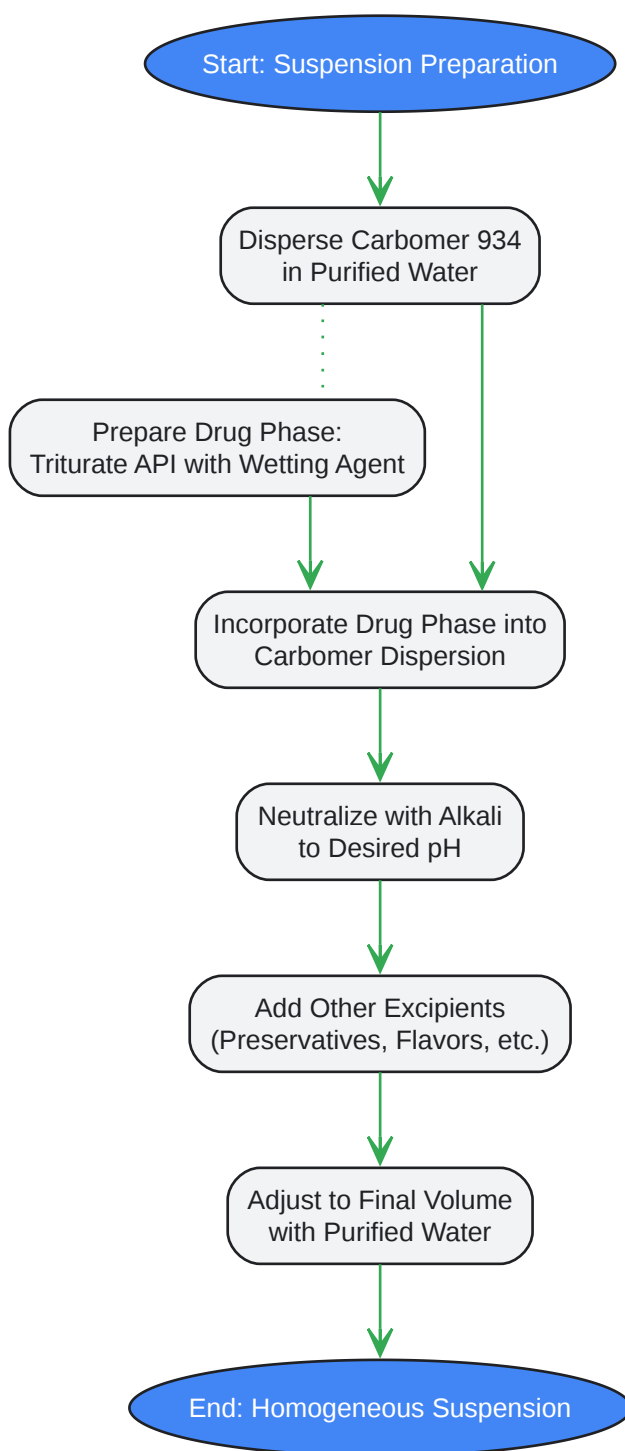 Start: Suspension Preparation
Disperse Carbomer 934
in Purified Water
Prepare Drug Phase:
Triturate API with Wetting Agent
Incorporate Drug Phase into
Carbomer Dispersion
Neutralize with Alkali
to Desired pH
Add Other Excipients
(Preservatives, Flavors, etc.)
Adjust to Final Volume
with Purified Water
End: Homogeneous Suspension